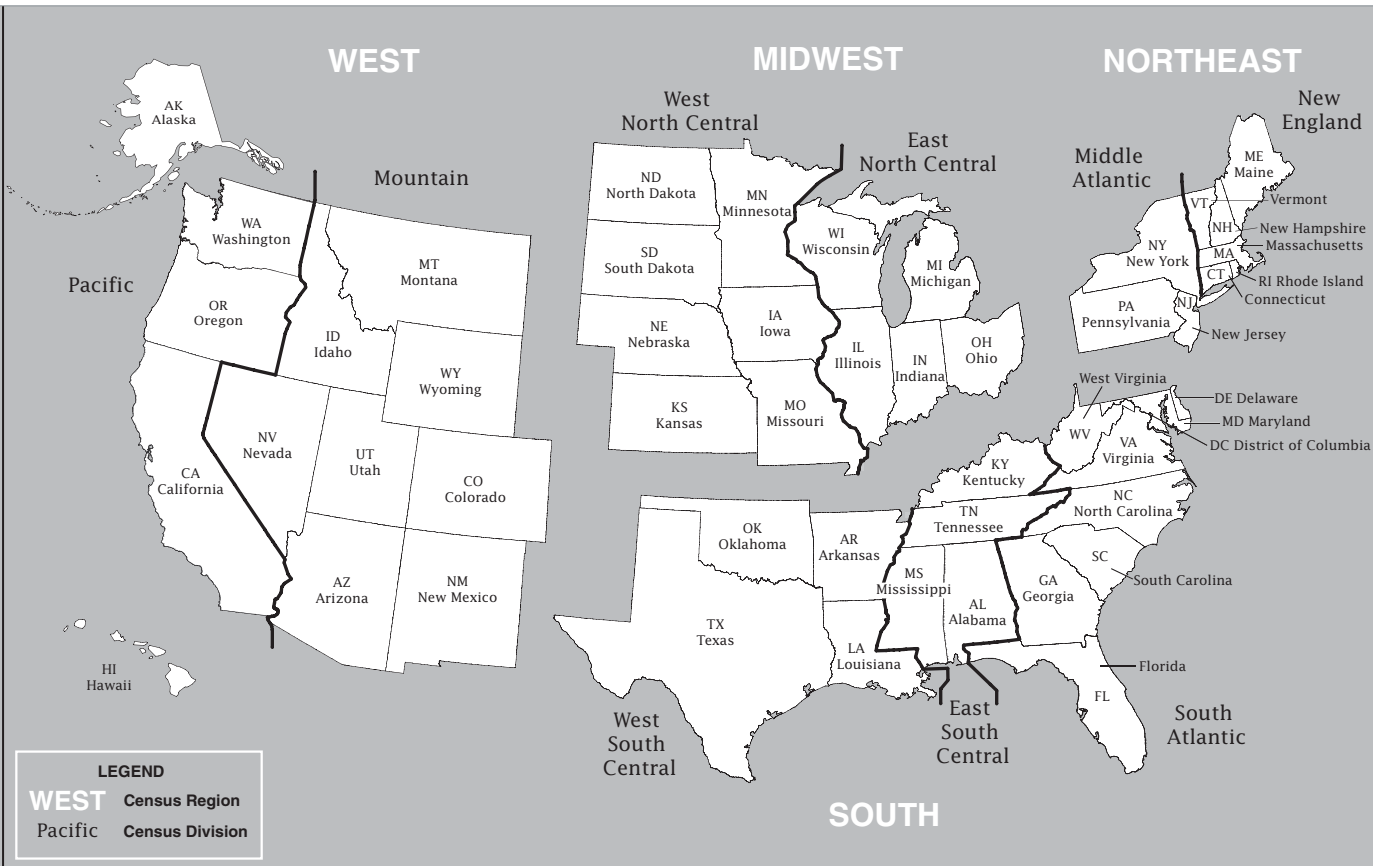 WEST
MIDWEST
NORTHEAST
AK
Alaska
Mountain
WA
Washington
MT
Montana
Pacific
OR
Oregon
ID
Idaho
WY
Wyoming
NV
Nevada
UT
Utah
CO
Colorado
CA
California
AZ
Arizona
NM
New Mexico
HI
Hawaii
West
North Central
East
North Central
ND
North Dakota
MN
Minnesota
SD
South Dakota
WI
Wisconsin
MI
Michigan
NE
Nebraska
IA
Iowa
IL
Illinois
IN
Indiana
OH
Ohio
KS
Kansas
MO
Missouri
New
England
Middle
Atlantic
ME
Maine
VT
Vermont
NH
New Hampshire
Massachusetts
MA
NY
New York
CT
RI Rhode Island
Connecticut
PA
Pennsylvania
NJ
New Jersey
West Virginia
DE Delaware
MD Maryland
DC District of Columbia
WV
VA
Virginia
KY
Kentucky
NC
North Carolina
TN
Tennessee
OK
Oklahoma
AR
Arkansas
SC
South Carolina
MS
Mississippi
AL
Alabama
GA
Georgia
TX
Texas
LA
Louisiana
Florida
FL
West
South
Central
East
South
Central
South
Atlantic
SOUTH
LEGEND
WEST Census Region
Pacific Census Division